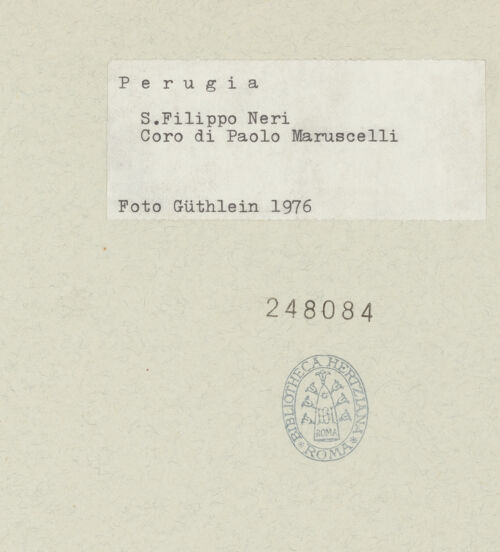 P e r u g i a
S.Filippo Neri
Coro di Paolo Maruscelli
Foto Güthlein 1976
248084
BIBLIOTHECA HERTZIANA
ROMA
ROMA